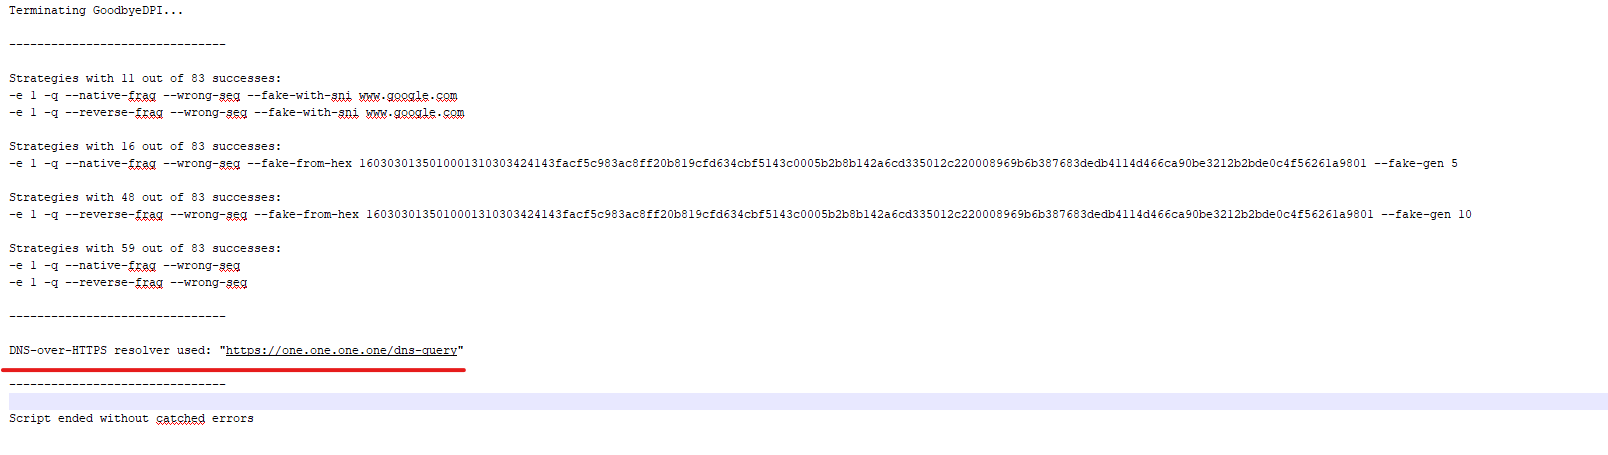 Terminating GoodbyeDPI...
------------------------------
Strategies with 11 out of 83 successes:
-e 1 -q --native-frag --wrong-seq --fake-with-sni www.google.com
-e 1 -q --reverse-frag --wrong-seq --fake-with-sni www.google.com
Strategies with 16 out of 83 successes:
-e 1 -q --native-frag --wrong-seq --fake-from-hex 1603030135010001310303424143facf5c983ac8ff20b819cfd634cbf5143c0005b2b8b142a6cd335012c220008969b6b387683dedb4114d466ca90be3212b2bde0c4f56261a9801 --fake-gen 5
Strategies with 48 out of 83 successes:
-e 1 -q --reverse-frag --wrong-seq --fake-from-hex 1603030135010001310303424143facf5c983ac8ff20b819cfd634cbf5143c0005b2b8b142a6cd335012c220008969b6b387683dedb4114d466ca90be3212b2bde0c4f56261a9801 --fake-gen 10
Strategies with 59 out of 83 successes:
-e 1 -q --native-frag --wrong-seq
-e 1 -q --reverse-frag --wrong-seq
------------------------------
DNS-over-HTTPS resolver used: "https://one.one.one.one/dns-query"
------------------------------
Script ended without catched errors